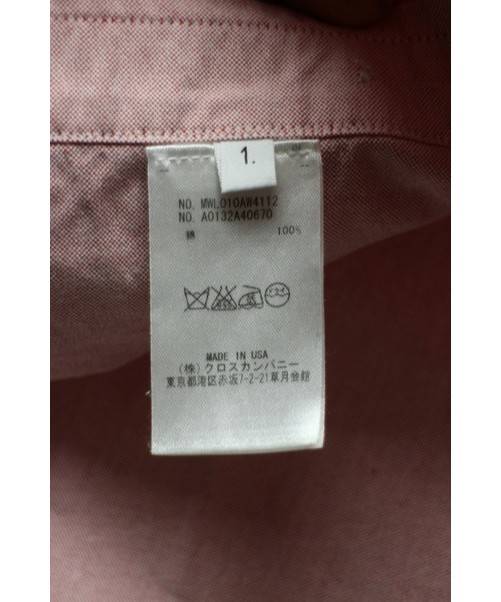 1.
NO. MWL010AW4112
NO. A0132A40670
綿 100%
MADE IN USA
(株)クロスカンパニー
東京都港区赤坂7-2-21草月会館